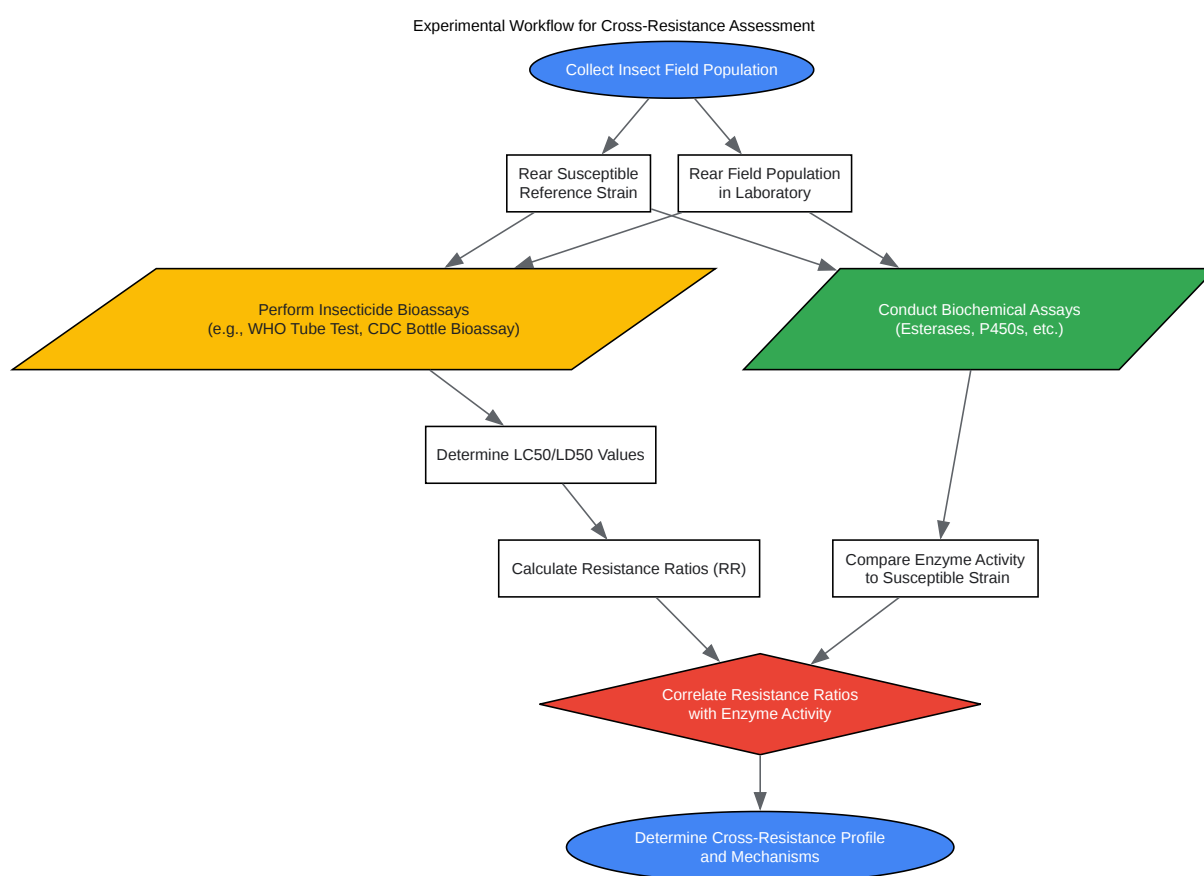 Experimental Workflow for Cross-Resistance Assessment
Collect Insect Field Population
Rear Susceptible
Reference Strain
Rear Field Population
in Laboratory
Perform Insecticide Bioassays
(e.g., WHO Tube Test, CDC Bottle Bioassay)
Conduct Biochemical Assays
(Esterases, P450s, etc.)
Determine LC50/LD50 Values
Calculate Resistance Ratios (RR)
Compare Enzyme Activity
to Susceptible Strain
Correlate Resistance Ratios
with Enzyme Activity
Determine Cross-Resistance Profile
and Mechanisms